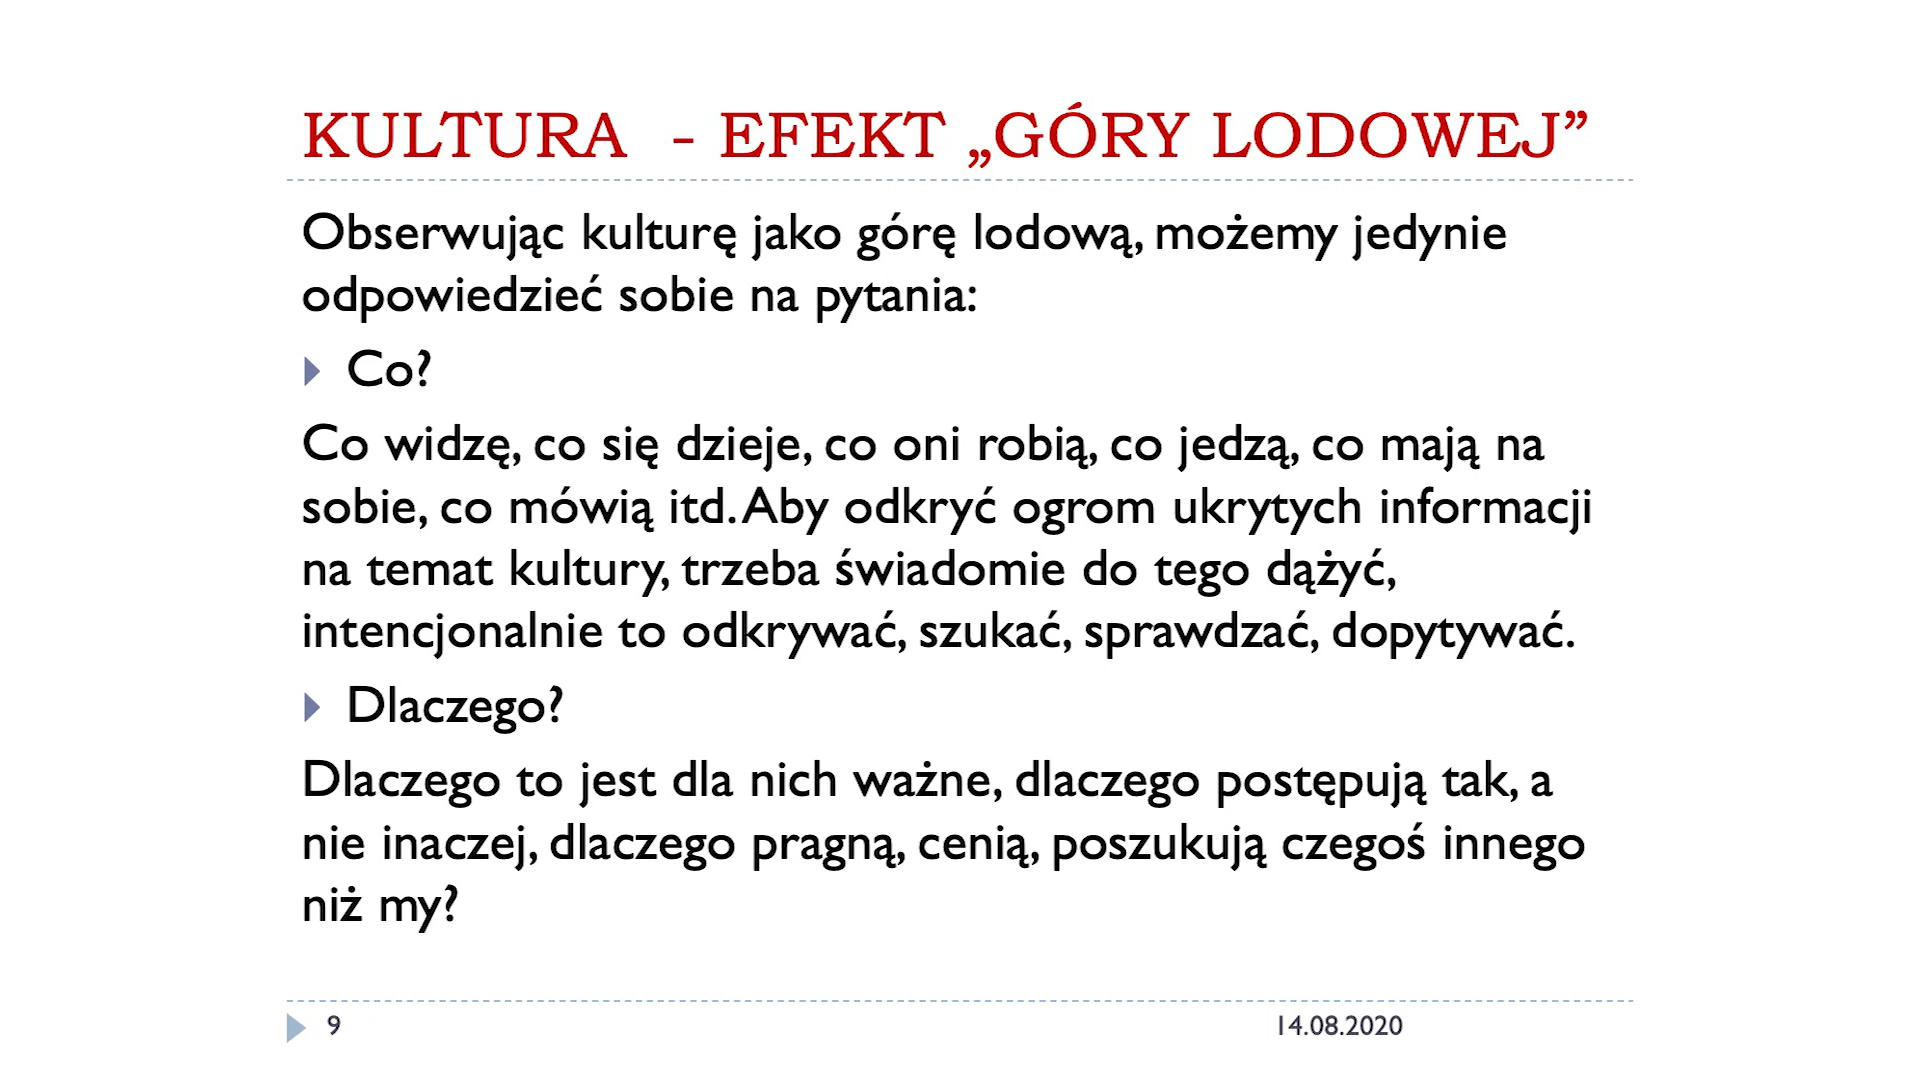 KULTURA - EFEKT „GÓRY LODOWEJ”
Obserwując kulturę jako górę lodową, możemy jedynie
odpowiedzieć sobie na pytania:
Co?
Co widzę, co się dzieje, co oni robią, co jedzą, co mają na
sobie, co mówią itd. Aby odkryć ogrom ukrytych informacji
na temat kultury, trzeba świadomie do tego dążyć,
intencjonalnie to odkrywać, szukać, sprawdzać, dopytywać.
Dlaczego?
Dlaczego to jest dla nich ważne, dlaczego postępują tak, a
nie inaczej, dlaczego pragną, cenią, poszukują czegoś innego
niż my?
9
14.08.2020